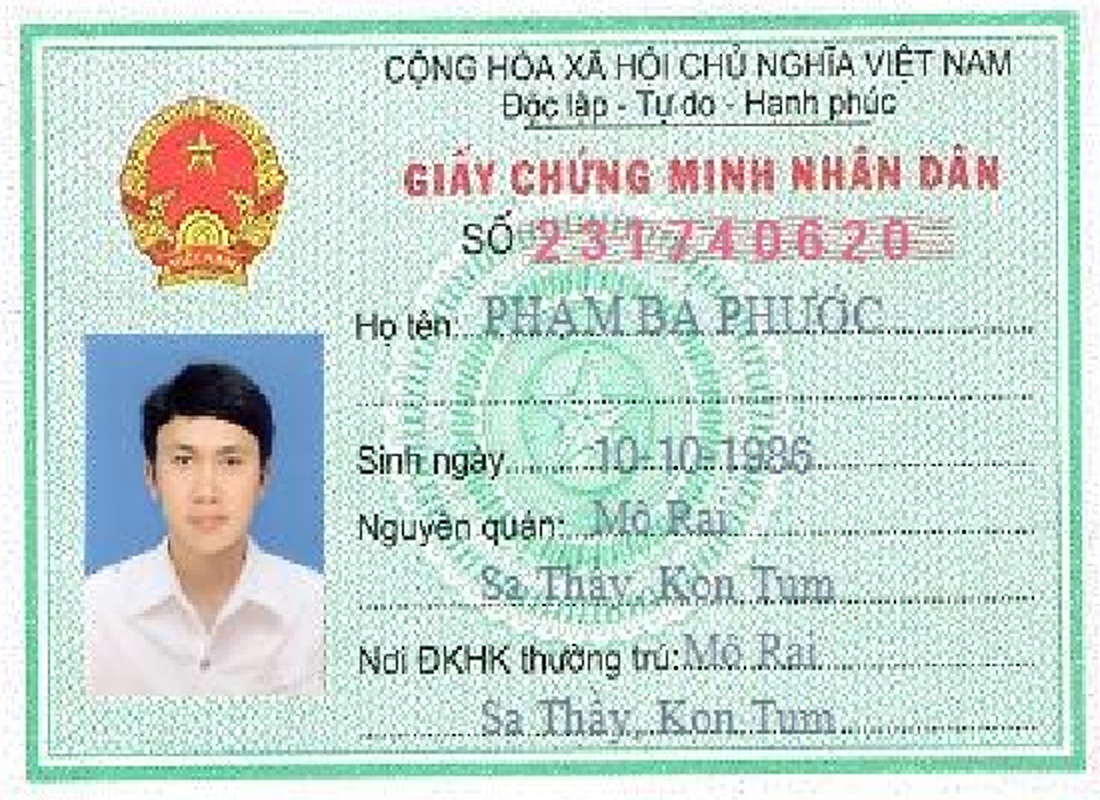 CỘNG HÒA XÃ HỘI CHỦ NGHĨA VIỆT NAM
Độc lập - Tự do - Hạnh phúc
GIẤY CHỨNG MINH NHÂN DÂN
SỐ 231740620
Họ tên: PHẠM BÁ PHƯỚC
Sinh ngày 10-10-1986
Nguyên quán: Mô Rai
Sa Thầy, Kon Tum
Nơi ĐKHK thường trú: Mô Rai
Sa Thầy, Kon Tum